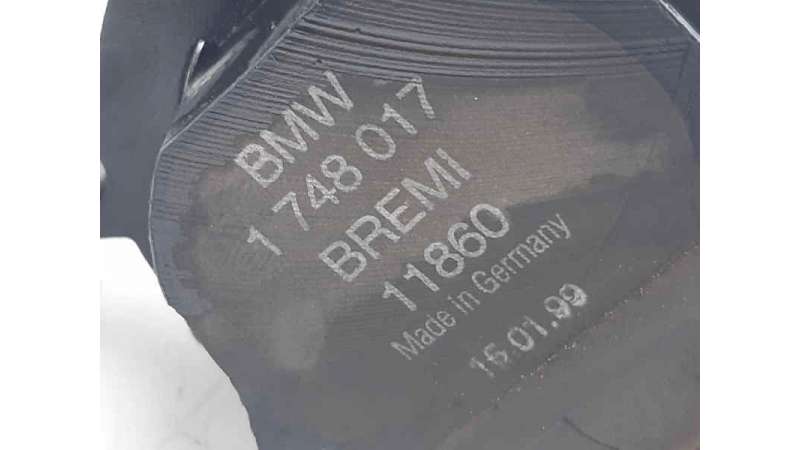 BMW
1 748 017
BREMI
11860
Made in Germany
15.01.99